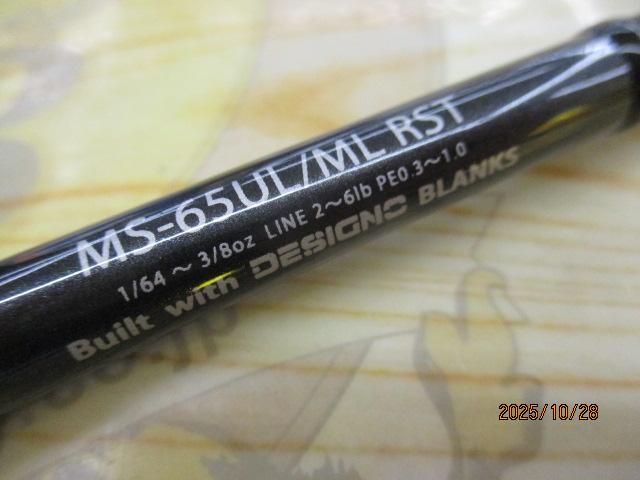 MS-65UL/ML RST
1/64～3/8oz LINE 2～6lb PE0.3～1.0
Built with DESIGNO BLANKS
2025/10/28